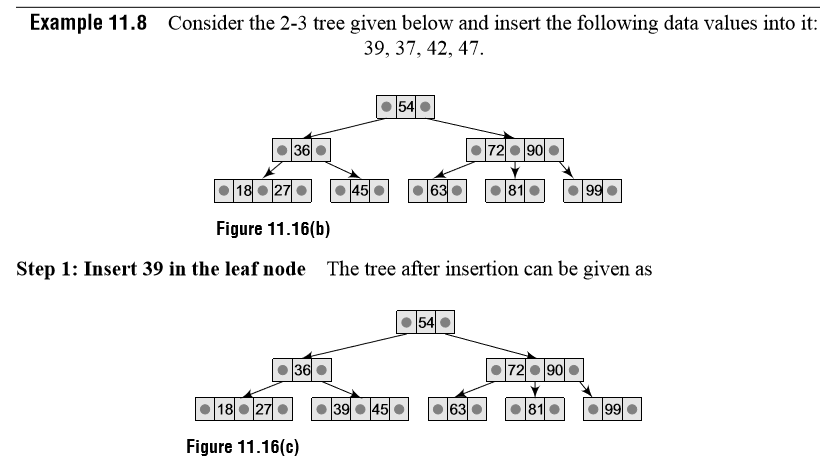 Example 11.8 Consider the 2-3 tree given below and insert the following data values into it:
39, 37, 42, 47.
54
36 72 90
18 27 45 63 81 99
Figure 11.16(b)
Step 1: Insert 39 in the leaf node The tree after insertion can be given as
54
36 72 90
18 27 39 45 63 81 99
Figure 11.16(c)